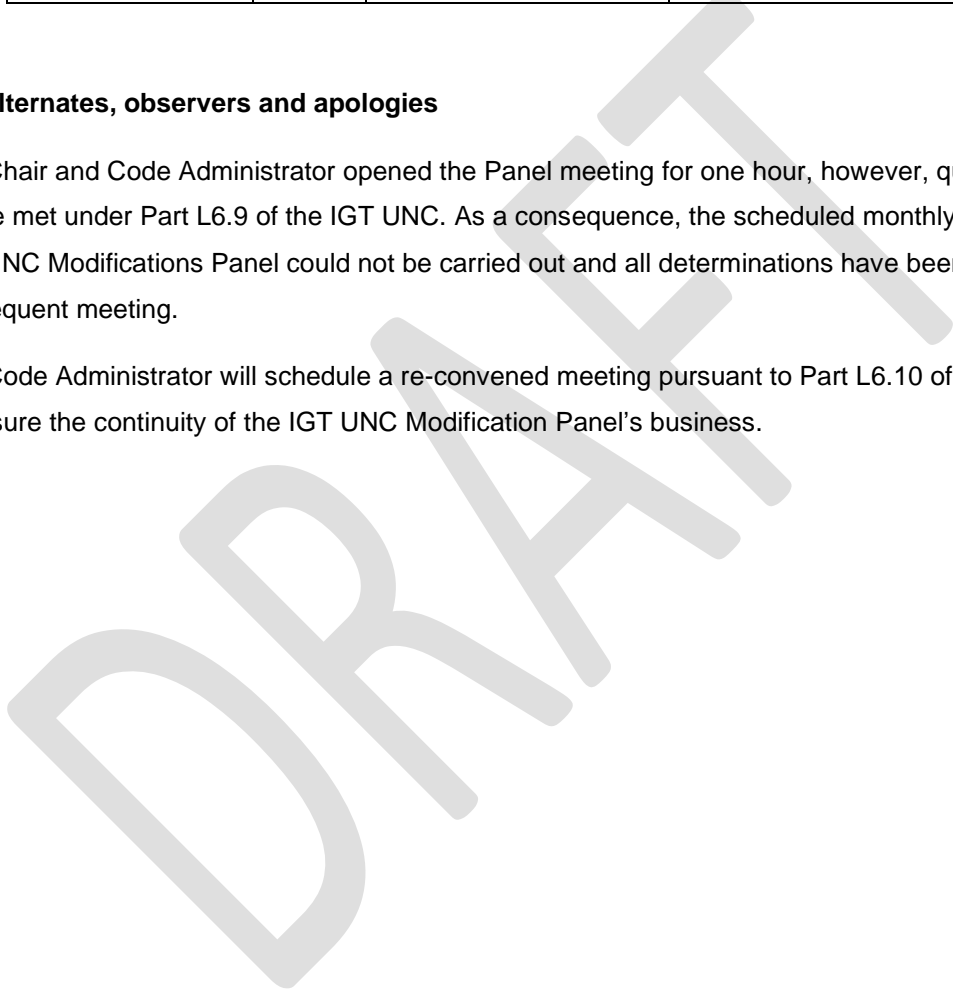 lternates, observers and apologies
Chair and Code Administrator opened the Panel meeting for one hour, however, qu
e met under Part L6.9 of the IGT UNC. As a consequence, the scheduled monthly
NC Modifications Panel could not be carried out and all determinations have been
equent meeting.
Code Administrator will schedule a re-convened meeting pursuant to Part L6.10 of
sure the continuity of the IGT UNC Modification Panel’s business.
DRAFT